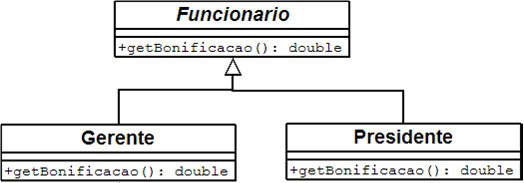 Funcionario
+getBonificacao(): double
Gerente
+getBonificacao(): double
Presidente
+getBonificacao(): double